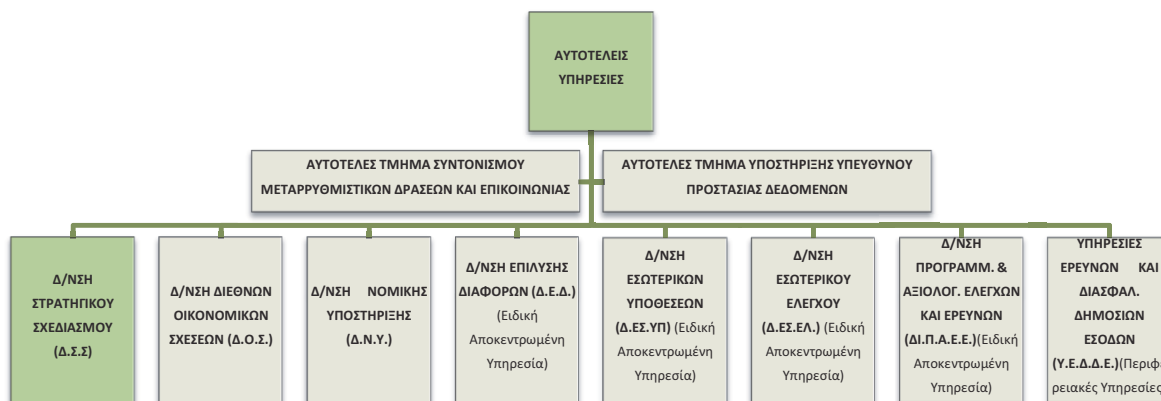 ΑΥΤΟΤΕΛΕΙΣ
ΥΠΗΡΕΣΙΕΣ
ΑΥΤΟΤΕΛΕΣ ΤΜΗΜΑ ΣΥΝΤΟΝΙΣΜΟΥ
ΜΕΤΑΡΡΥΘΜΙΣΤΙΚΩΝ ΔΡΑΣΕΩΝ ΚΑΙ ΕΠΙΚΟΙΝΩΝΙΑΣ
ΑΥΤΟΤΕΛΕΣ ΤΜΗΜΑ ΥΠΟΣΤΗΡΙΞΗΣ ΥΠΕΥΘΥΝΟΥ
ΠΡΟΣΤΑΣΙΑΣ ΔΕΔΟΜΕΝΩΝ
Δ/ΝΣΗ
ΣΤΡΑΤΗΓΙΚΟΥ
ΣΧΕΔΙΑΣΜΟΥ
(Δ.Σ.Σ)
Δ/ΝΣΗ ΔΙΕΘΝΩΝ
ΟΙΚΟΝΟΜΙΚΩΝ
ΣΧΕΣΕΩΝ (Δ.Ο.Σ.)
Δ/ΝΣΗ ΝΟΜΙΚΗΣ
ΥΠΟΣΤΗΡΙΞΗΣ
(Δ.Ν.Υ.)
Δ/ΝΣΗ ΕΠΙΛΥΣΗΣ
ΔΙΑΦΟΡΩΝ (Δ.Ε.Δ.)
(Ειδική
Αποκεντρωμένη
Υπηρεσία)
Δ/ΝΣΗ
ΕΣΩΤΕΡΙΚΩΝ
ΥΠΟΘΕΣΕΩΝ
(Δ.ΕΣ.ΥΠ) (Ειδική
Αποκεντρωμένη
Υπηρεσία)
Δ/ΝΣΗ
ΕΣΩΤΕΡΙΚΟΥ
ΕΛΕΓΧΟΥ
(Δ.ΕΣ.ΕΛ.) (Ειδική
Αποκεντρωμένη
Υπηρεσία)
Δ/ΝΣΗ
ΠΡΟΓΡΑΜΜ. &
ΑΞΙΟΛΟΓ. ΕΛΕΓΧΩΝ
ΚΑΙ ΕΡΕΥΝΩΝ
(ΔΙ.Π.Α.Ε.Ε.)(Ειδική
Αποκεντρωμένη
Υπηρεσία)
ΥΠΗΡΕΣΙΕΣ
ΕΡΕΥΝΩΝ ΚΑΙ
ΔΙΑΣΦΑΛ.
ΔΗΜΟΣΙΩΝ
ΕΣΟΔΩΝ
(Υ.Ε.Δ.Δ.Ε.)(Περιφε
ρειακές Υπηρεσίες